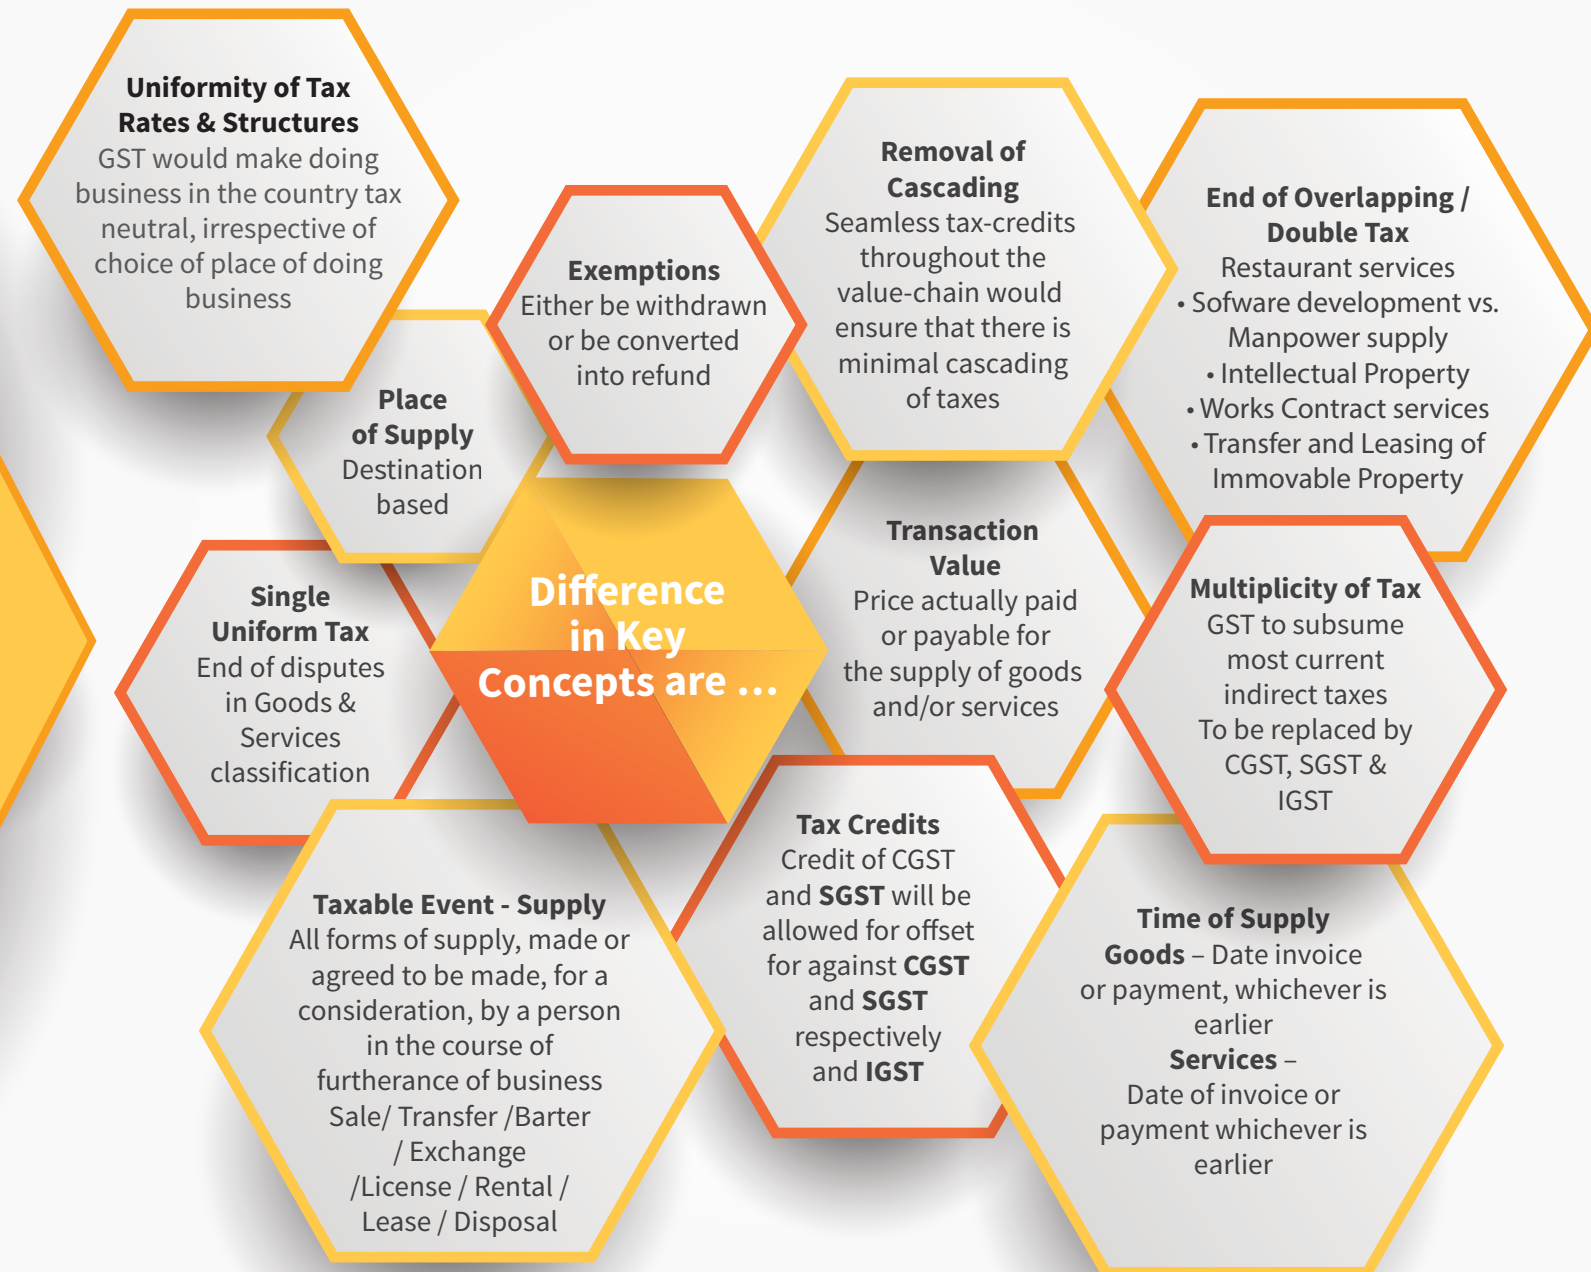 Uniformity of Tax
Rates & Structures
GST would make doing
business in the country tax
neutral, irrespective of
choice of place of doing
business
Exemptions
Either be withdrawn
or be converted
into refund
Removal of
Cascading
Seamless tax-credits
throughout the
value-chain would
ensure that there is
minimal cascading
of taxes
End of Overlapping /
Double Tax
Restaurant services
• Sofware development vs.
Manpower supply
• Intellectual Property
• Works Contract services
• Transfer and Leasing of
Immovable Property
Place
of Supply
Destination
based
Single
Uniform Tax
End of disputes
in Goods &
Services
classification
Difference
in Key
Concepts are ...
Transaction
Value
Price actually paid
or payable for
the supply of goods
and/or services
Multiplicity of Tax
GST to subsume
most current
indirect taxes
To be replaced by
CGST, SGST &
IGST
Taxable Event - Supply
All forms of supply, made or
agreed to be made, for a
consideration, by a person
in the course of
furtherance of business
Sale/ Transfer /Barter
/ Exchange
/License / Rental /
Lease / Disposal
Tax Credits
Credit of CGST
and SGST will be
allowed for offset
for against CGST
and SGST
respectively
and IGST
Time of Supply
Goods – Date invoice
or payment, whichever is
earlier
Services –
Date of invoice or
payment whichever is
earlier